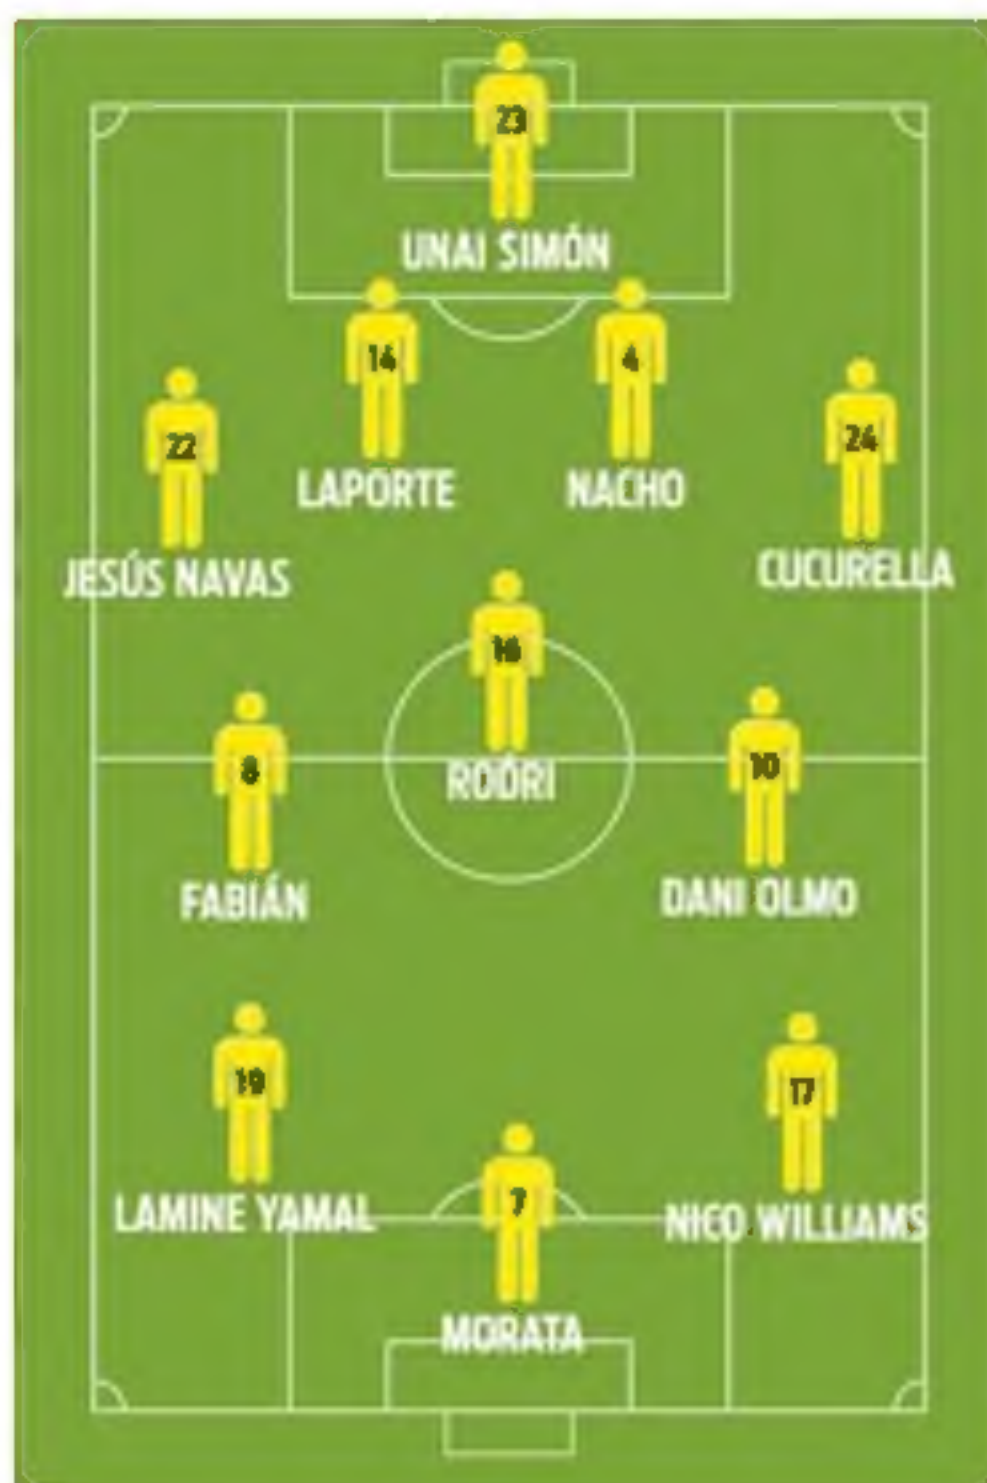 23
UNAI SIMÓN
14
4
22
24
LAPORTE
NACHO
JESÚS NAVAS
CUCURELLA
16
8
10
RODRI
FABIÁN
DANI OLMO
19
17
LAMINE YAMAL
7
NICO WILLIAMS
MORATA